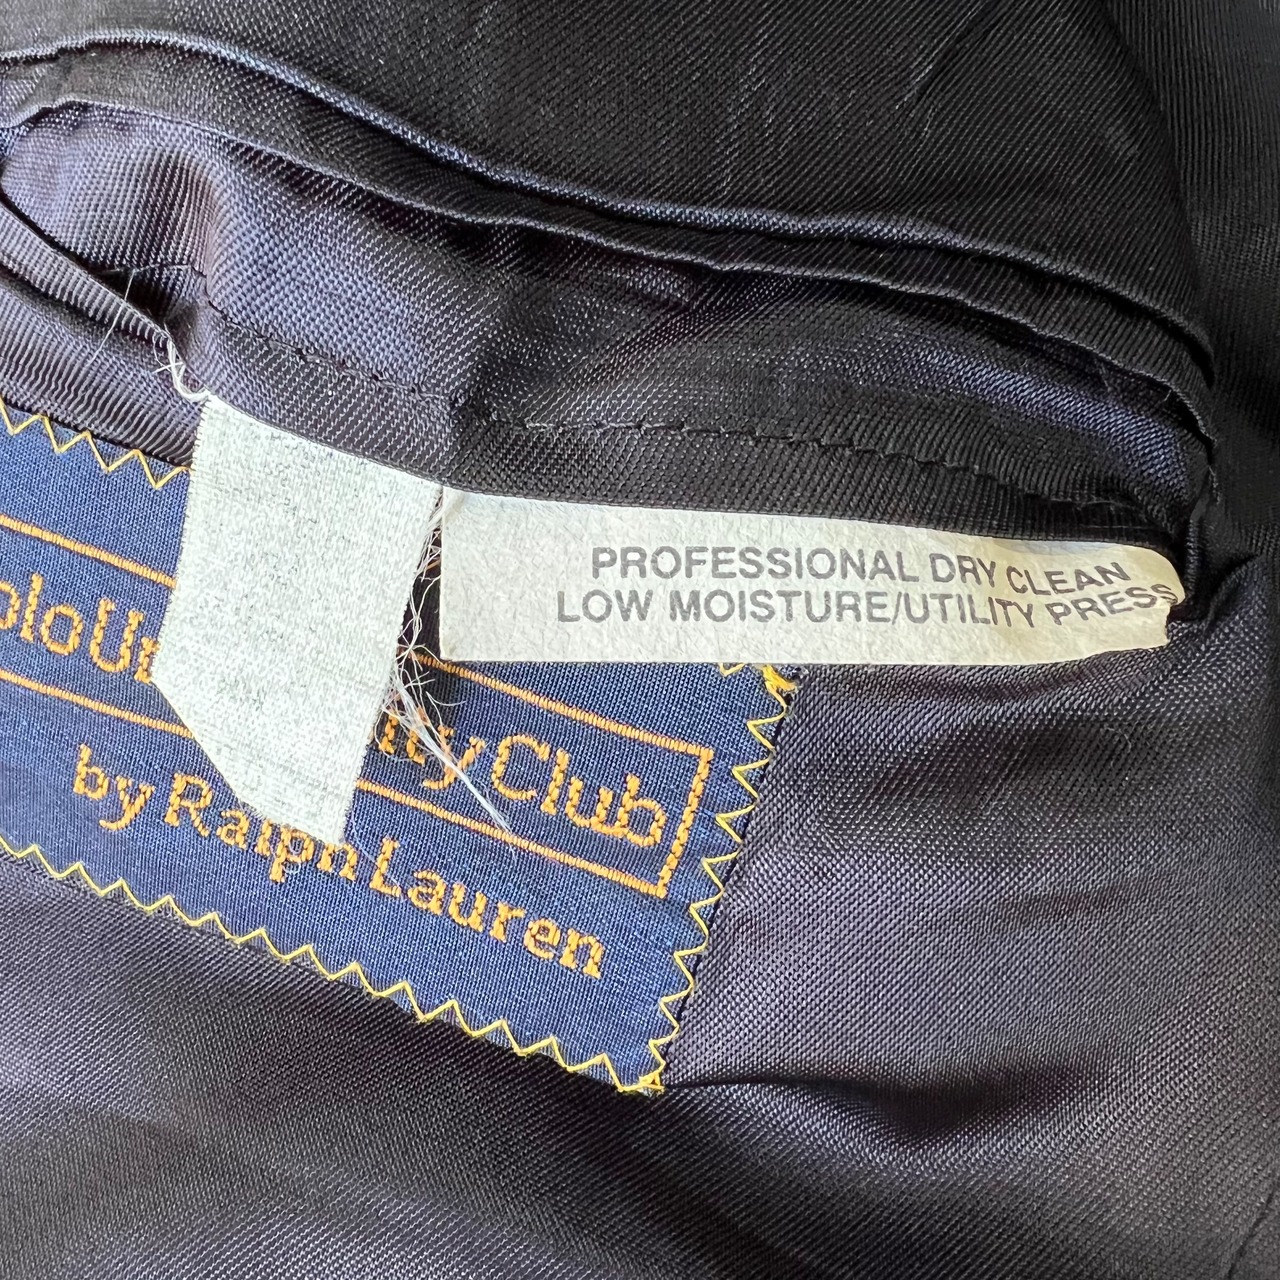 PROFESSIONAL DRY CLEAN
LOW MOISTURE/UTILITY PRESS
Club
by Ralph Lauren